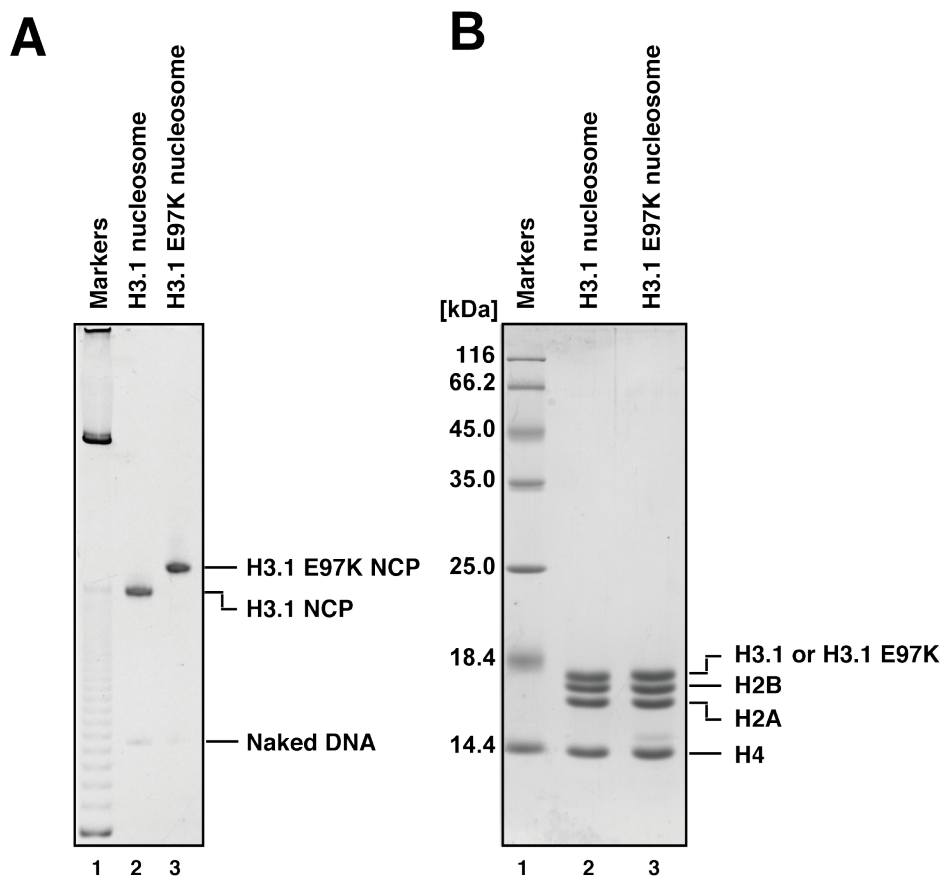 A
Markers
H3.1 nucleosome
H3.1 E97K nucleosome
H3.1 E97K NCP
H3.1 NCP
Naked DNA
1 2 3
B
Markers
H3.1 nucleosome
H3.1 E97K nucleosome
[kDa]
116
66.2
45.0
35.0
25.0
18.4
14.4
H3.1 or H3.1 E97K
H2B
H2A
H4
1 2 3